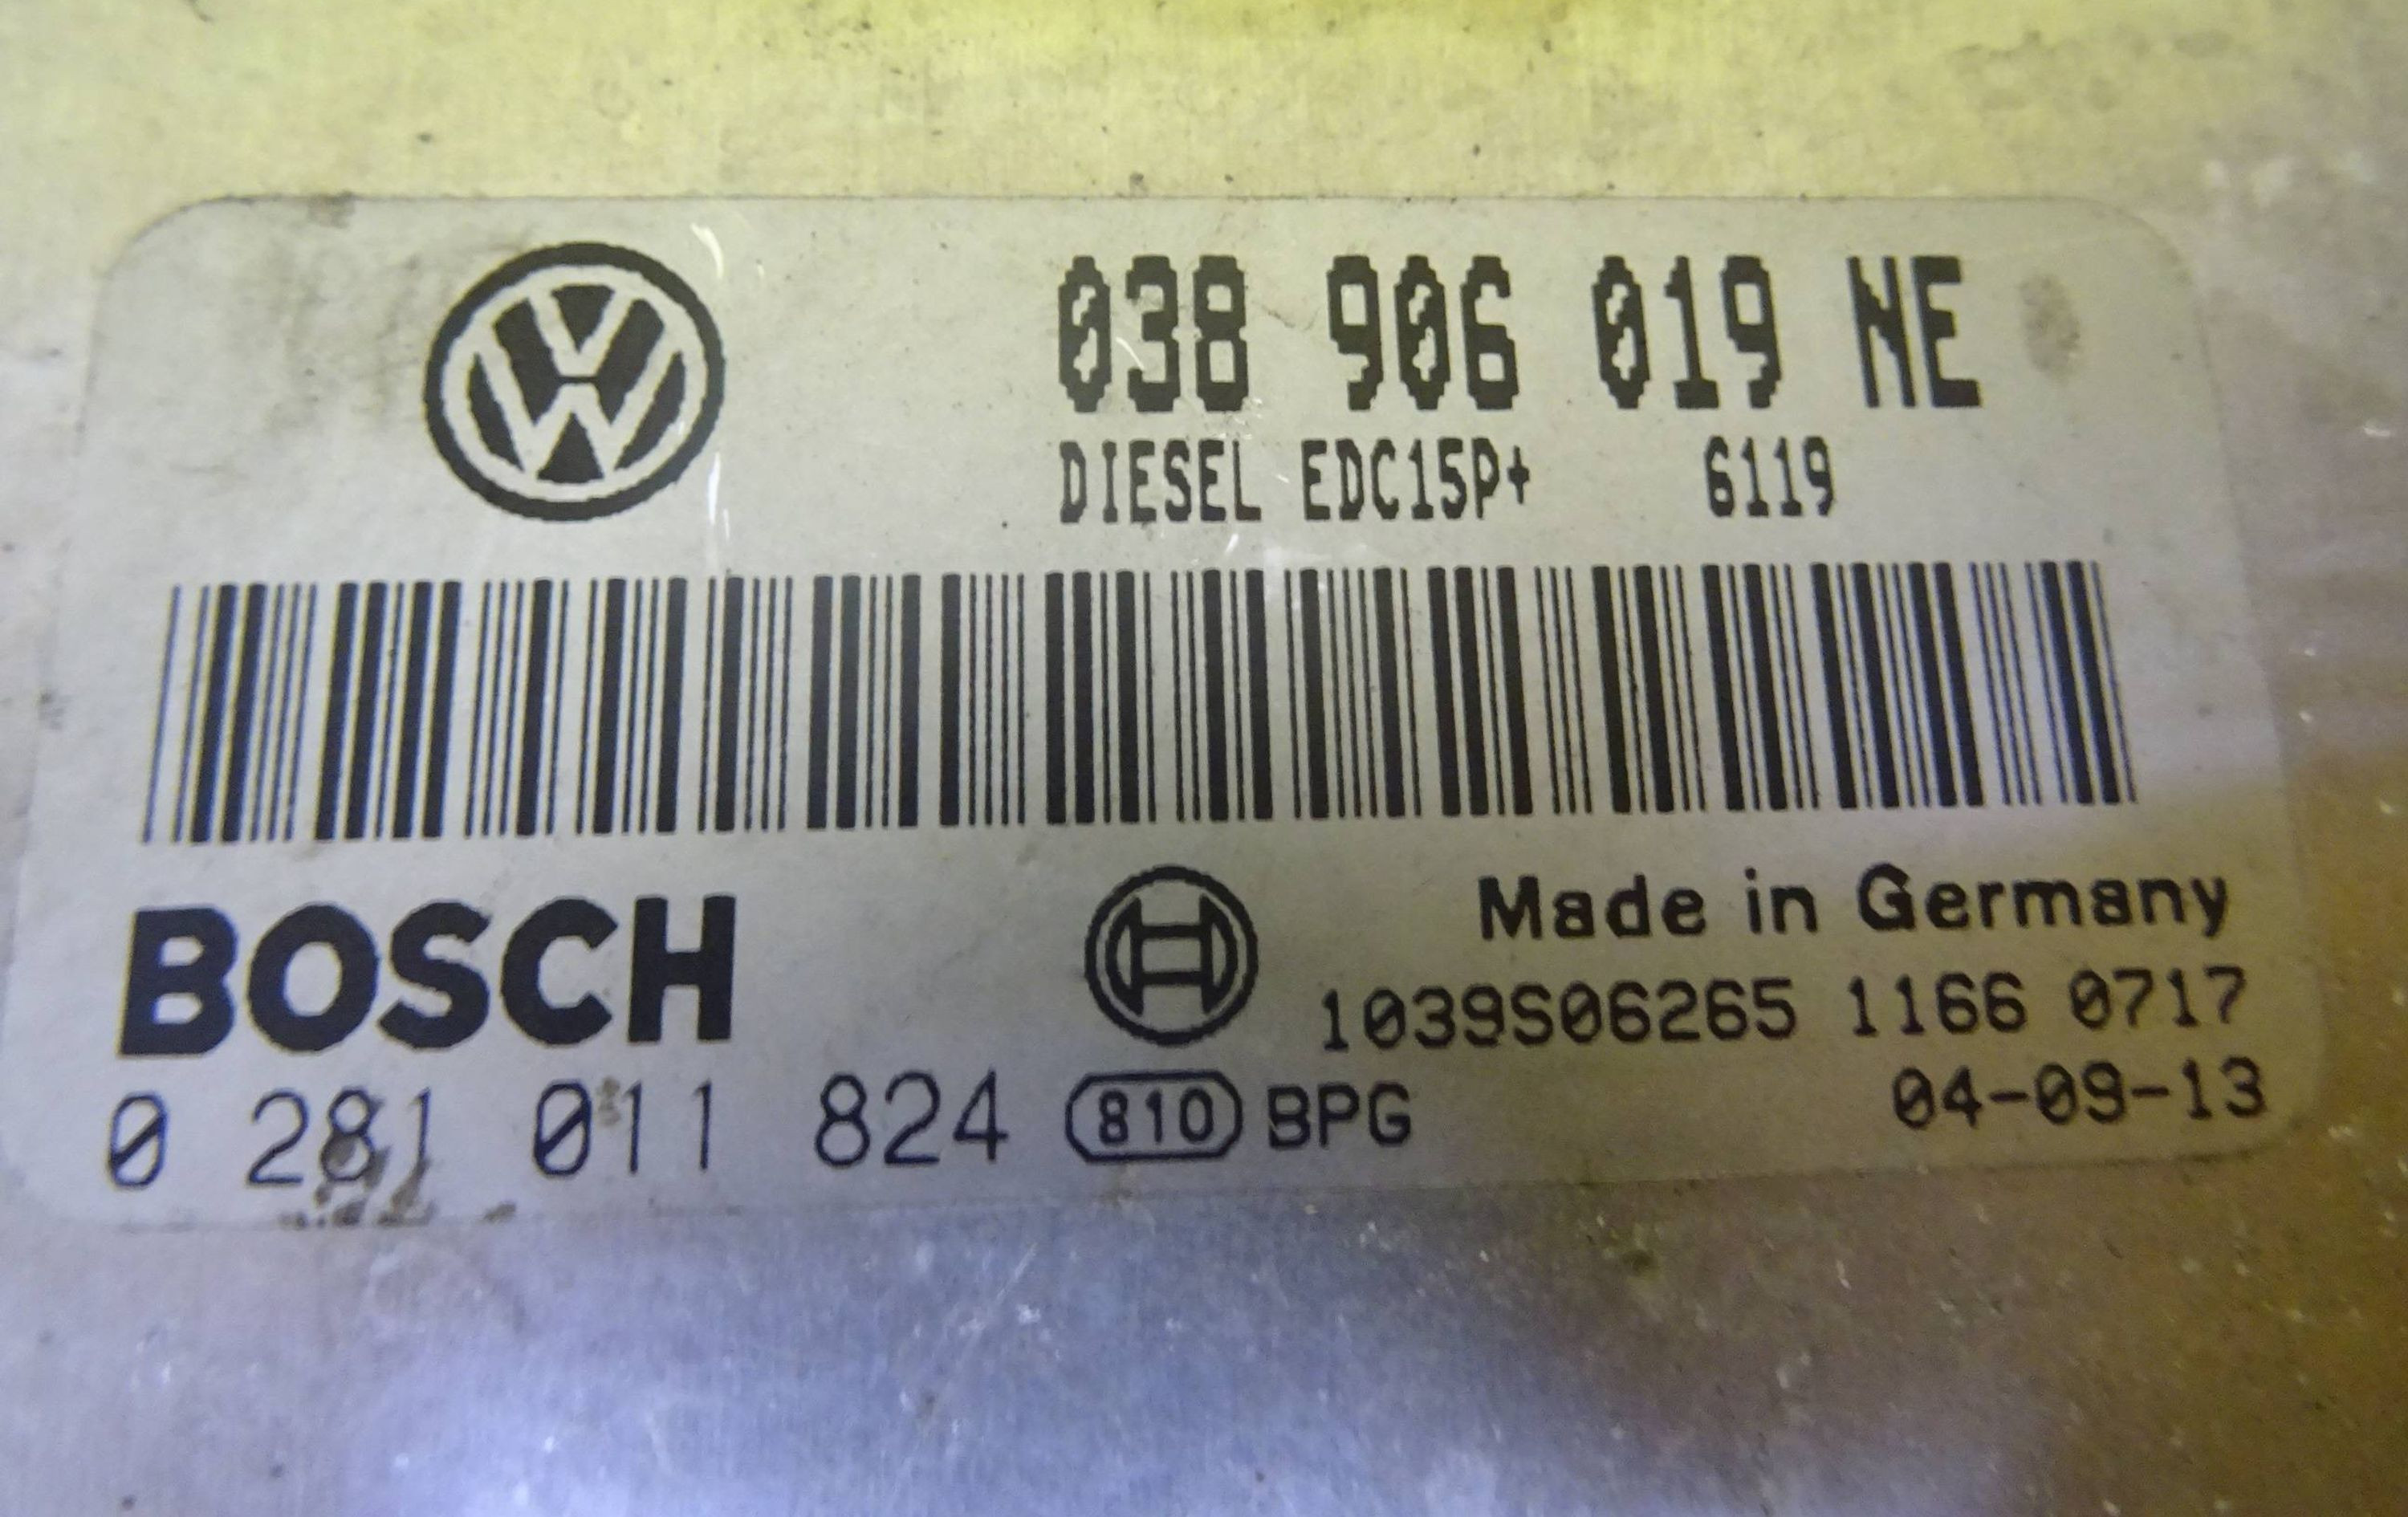 038 906 019 NE
DIESEL EDC15P+ 6119
BOSCH
Made in Germany
1039S06265 1166 0717
0 281 011 824 810 BPG 04-09-13